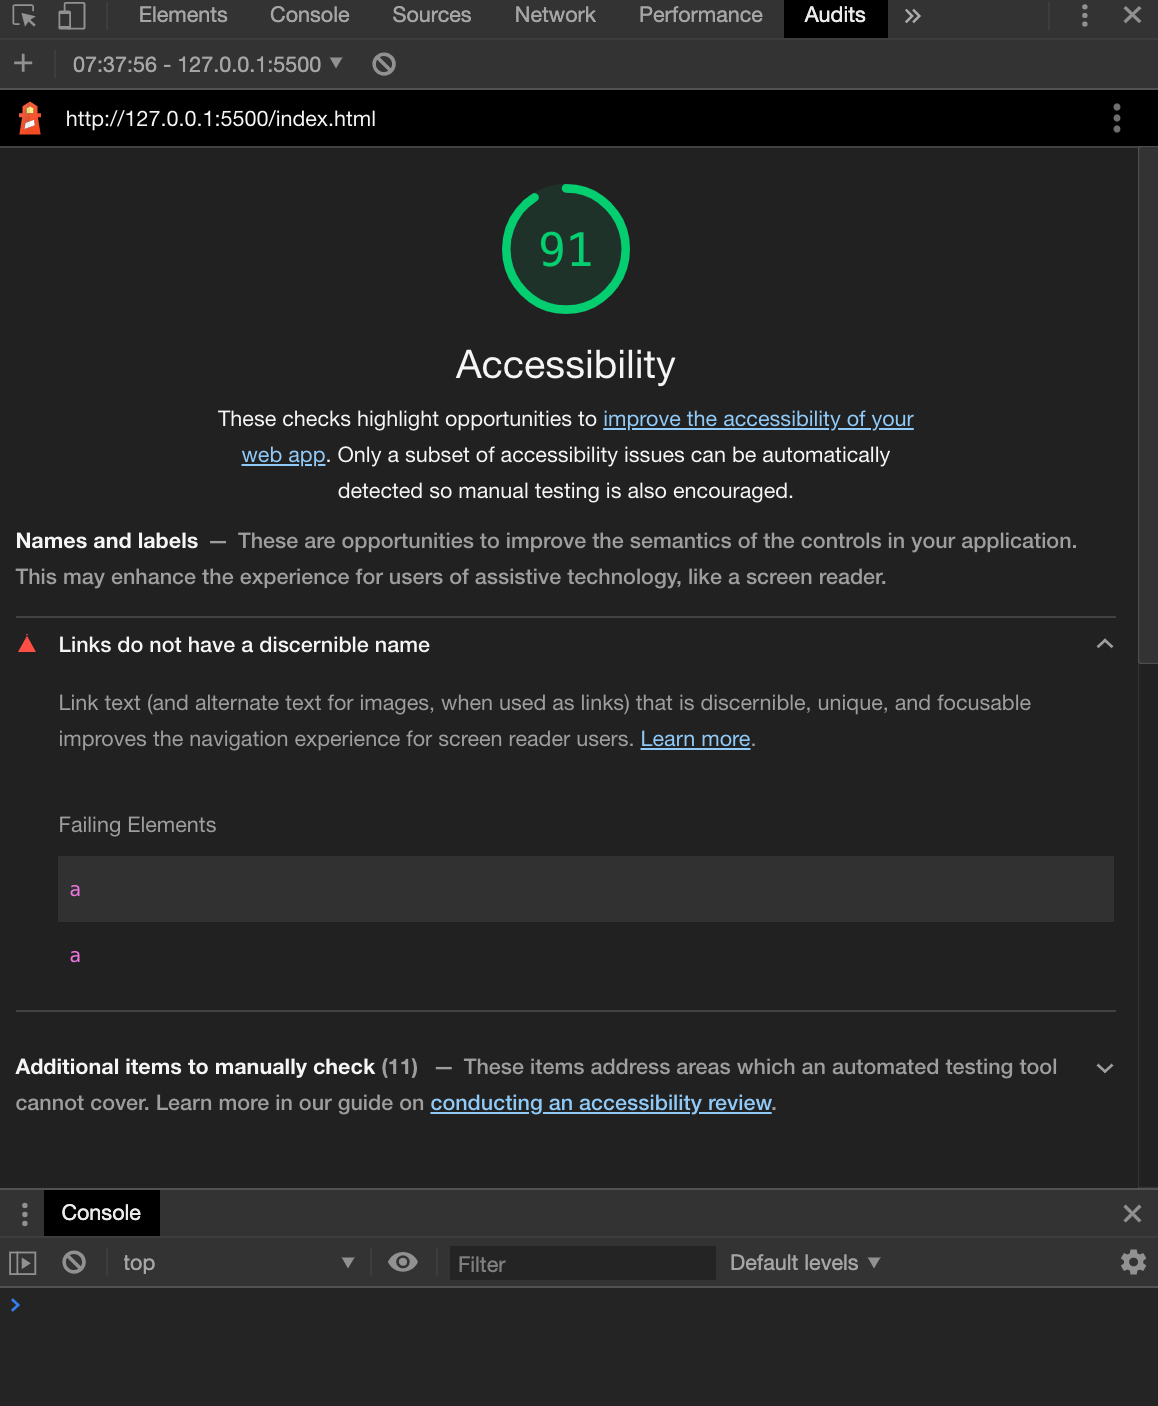 Elements Console Sources Network Performance Audits »
07:37:56 - 127.0.0.1:5500 ▼
http://127.0.0.1:5500/index.html
91
Accessibility
These checks highlight opportunities to improve the accessibility of your
web app. Only a subset of accessibility issues can be automatically
detected so manual testing is also encouraged.
Names and labels — These are opportunities to improve the semantics of the controls in your application.
This may enhance the experience for users of assistive technology, like a screen reader.
Links do not have a discernible name
Link text (and alternate text for images, when used as links) that is discernible, unique, and focusable
improves the navigation experience for screen reader users. Learn more.
Failing Elements
a
a
Additional items to manually check (11) — These items address areas which an automated testing tool
cannot cover. Learn more in our guide on conducting an accessibility review.
Console
top ▼ Filter Default levels ▼